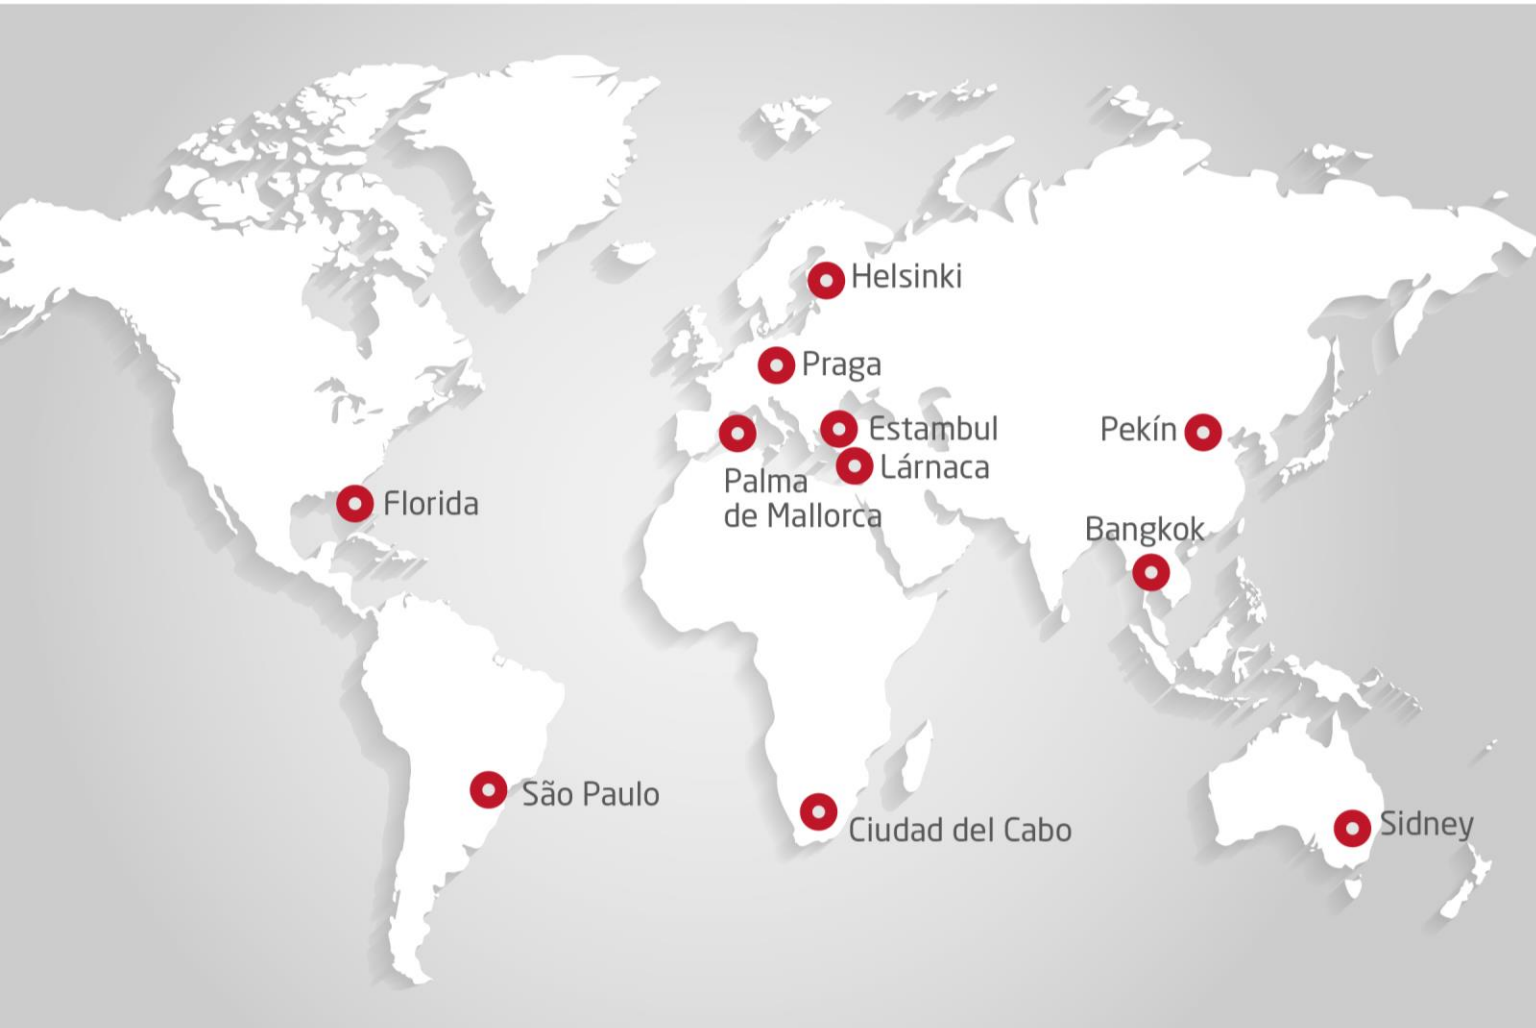 Helsinki
Praga
Estambul
Pekín
Lárnaca
Palma
de Mallorca
Florida
Bangkok
São Paulo
Ciudad del Cabo
Sidney